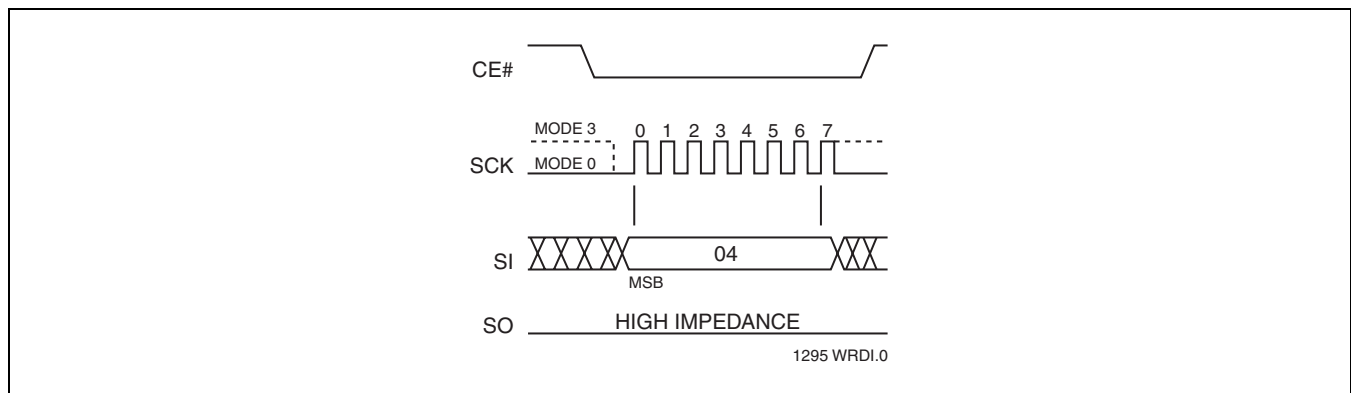 CE#
MODE 3 0 1 2 3 4 5 6 7
SCK MODE 0
SI 04
MSB
SO HIGH IMPEDANCE
1295 WRDI.0